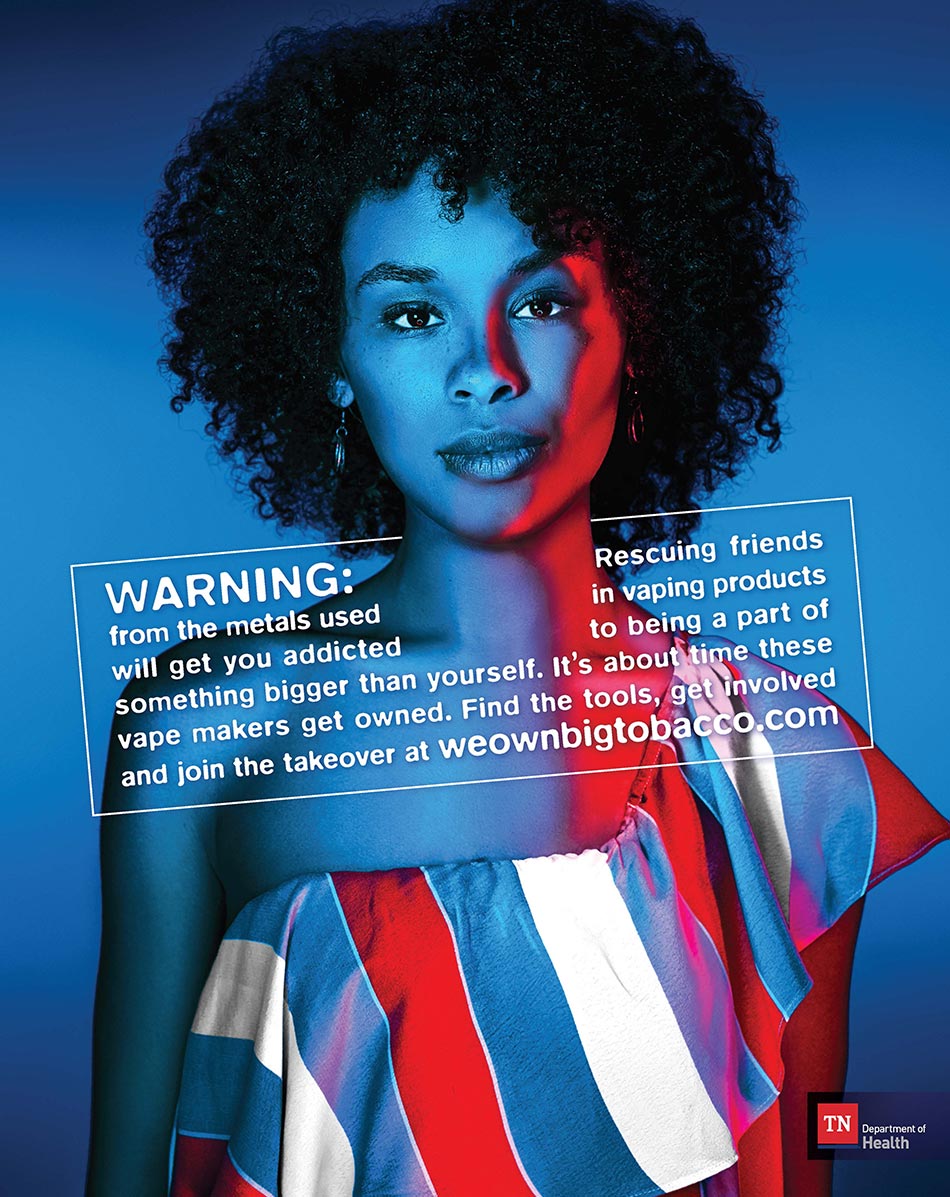 WARNING: Rescuing friends
from the metals used in vaping products
will get you addicted to being a part of
something bigger than yourself. It's about time these
vape makers get owned. Find the tools, get involved
and join the takeover at weownbigtobacco.com
TN
Department of
Health